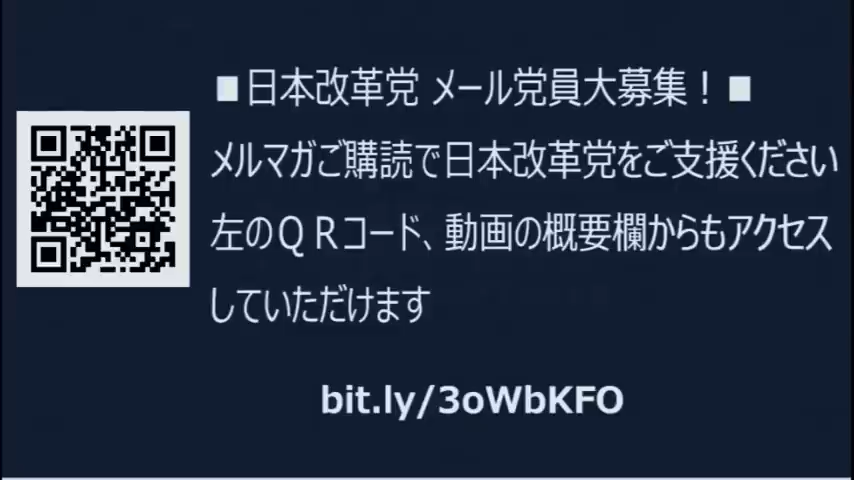 ■日本改革党 メール党員大募集！■
メルマガご購読で日本改革党をご支援ください
左のＱＲコード、動画の概要欄からもアクセス
していただけます
bit.ly/3oWbKFO